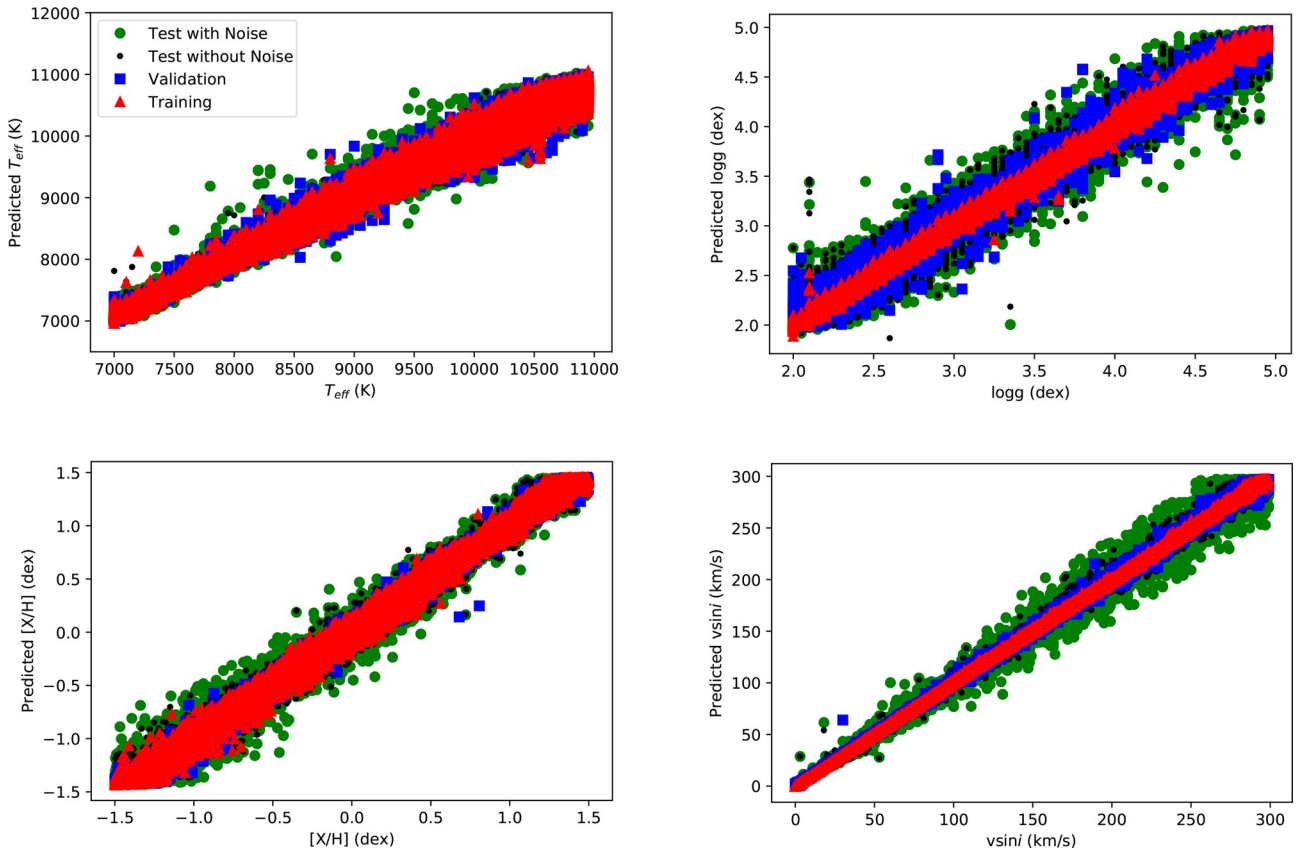 12000
11000
10000
9000
8000
7000
Predicted T_eff (K)
Test with Noise
Test without Noise
Validation
Training
7000 7500 8000 8500 9000 9500 10000 10500 11000
T_eff (K)
5.0
4.5
4.0
3.5
3.0
2.5
2.0
Predicted logg (dex)
2.0 2.5 3.0 3.5 4.0 4.5 5.0
logg (dex)
1.5
1.0
0.5
0.0
−0.5
−1.0
−1.5
Predicted [X/H] (dex)
−1.5 −1.0 −0.5 0.0 0.5 1.0 1.5
[X/H] (dex)
300
250
200
150
100
50
0
Predicted vsini (km/s)
0 50 100 150 200 250 300
vsini (km/s)